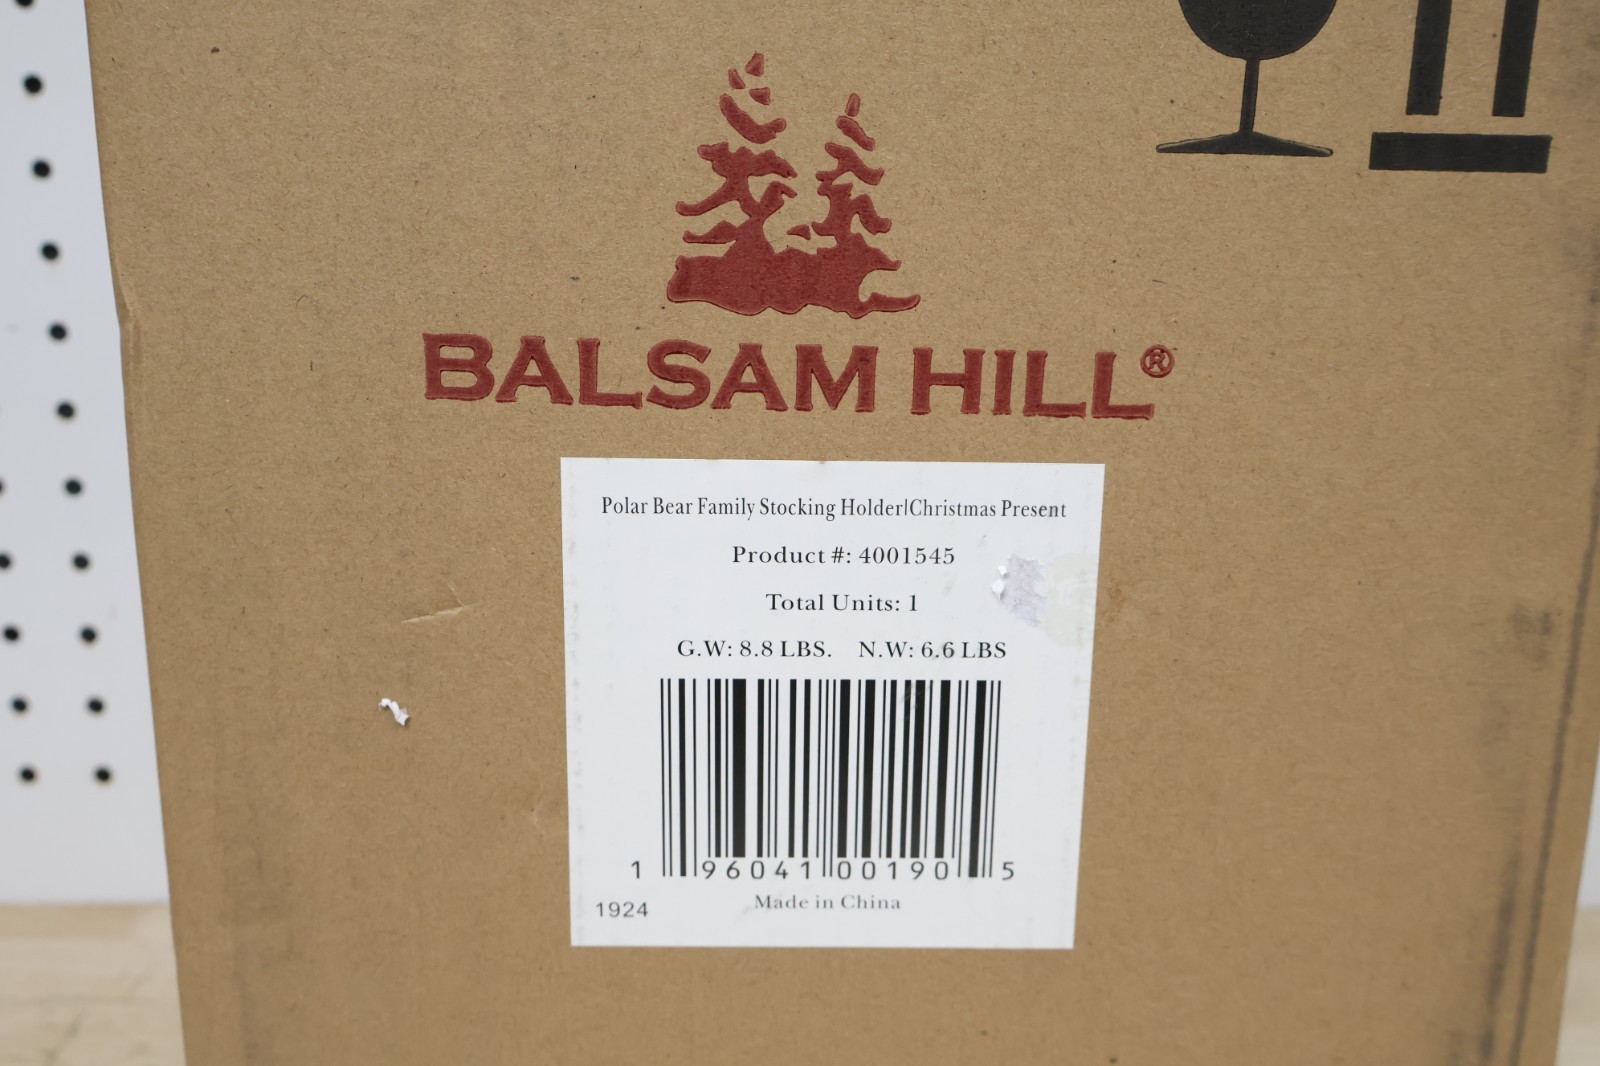 BALSAM HILL®
Polar Bear Family Stocking Holder|Christmas Present
Product #: 4001545
Total Units: 1
G.W: 8.8 LBS. N.W: 6.6 LBS
1 96041 00190 5
1924
Made in China